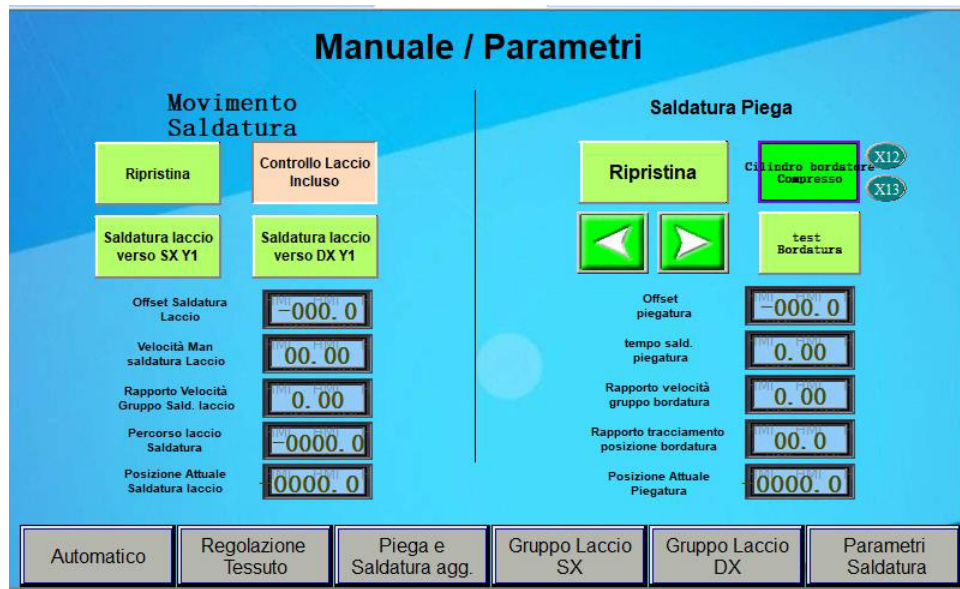 Manuale / Parametri
Movimento
Saldatura
Ripristina
Controllo Laccio
Incluso
Saldatura laccio
verso SX Y1
Saldatura laccio
verso DX Y1
Offset Saldatura
Laccio
-000.0
Velocità Man
saldatura Laccio
00.00
Rapporto Velocità
Gruppo Sald. laccio
0.00
Percorso laccio
Saldatura
-0000.0
Posizione Attuale
Saldatura laccio
-0000.0
Saldatura Piega
Ripristina
Cilindro bordatore
Compresso
X12
X13
test
Bordatura
Offset
piegatura
-000.0
tempo sald.
piegatura
0.00
Rapporto velocità
gruppo bordatura
0.00
Rapporto tracciamento
posizione bordatura
00.0
Posizione Attuale
Piegatura
-0000.0
Automatico
Regolazione
Tessuto
Piega e
Saldatura agg.
Gruppo Laccio
SX
Gruppo Laccio
DX
Parametri
Saldatura